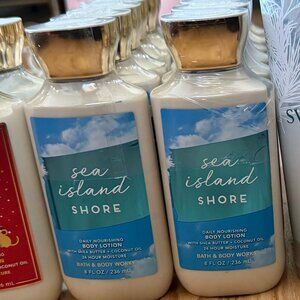 sea
island
SHORE
DAILY NOURISHING
BODY LOTION
WITH SHEA BUTTER + COCONUT OIL
24 HOUR MOISTURE
BATH & BODY WORKS
8 FL OZ / 236 mL
sea
island
SHORE
DAILY NOURISHING
BODY LOTION
WITH SHEA BUTTER + COCONUT OIL
24 HOUR MOISTURE
BATH & BODY WORKS
8 FL OZ / 236 mL